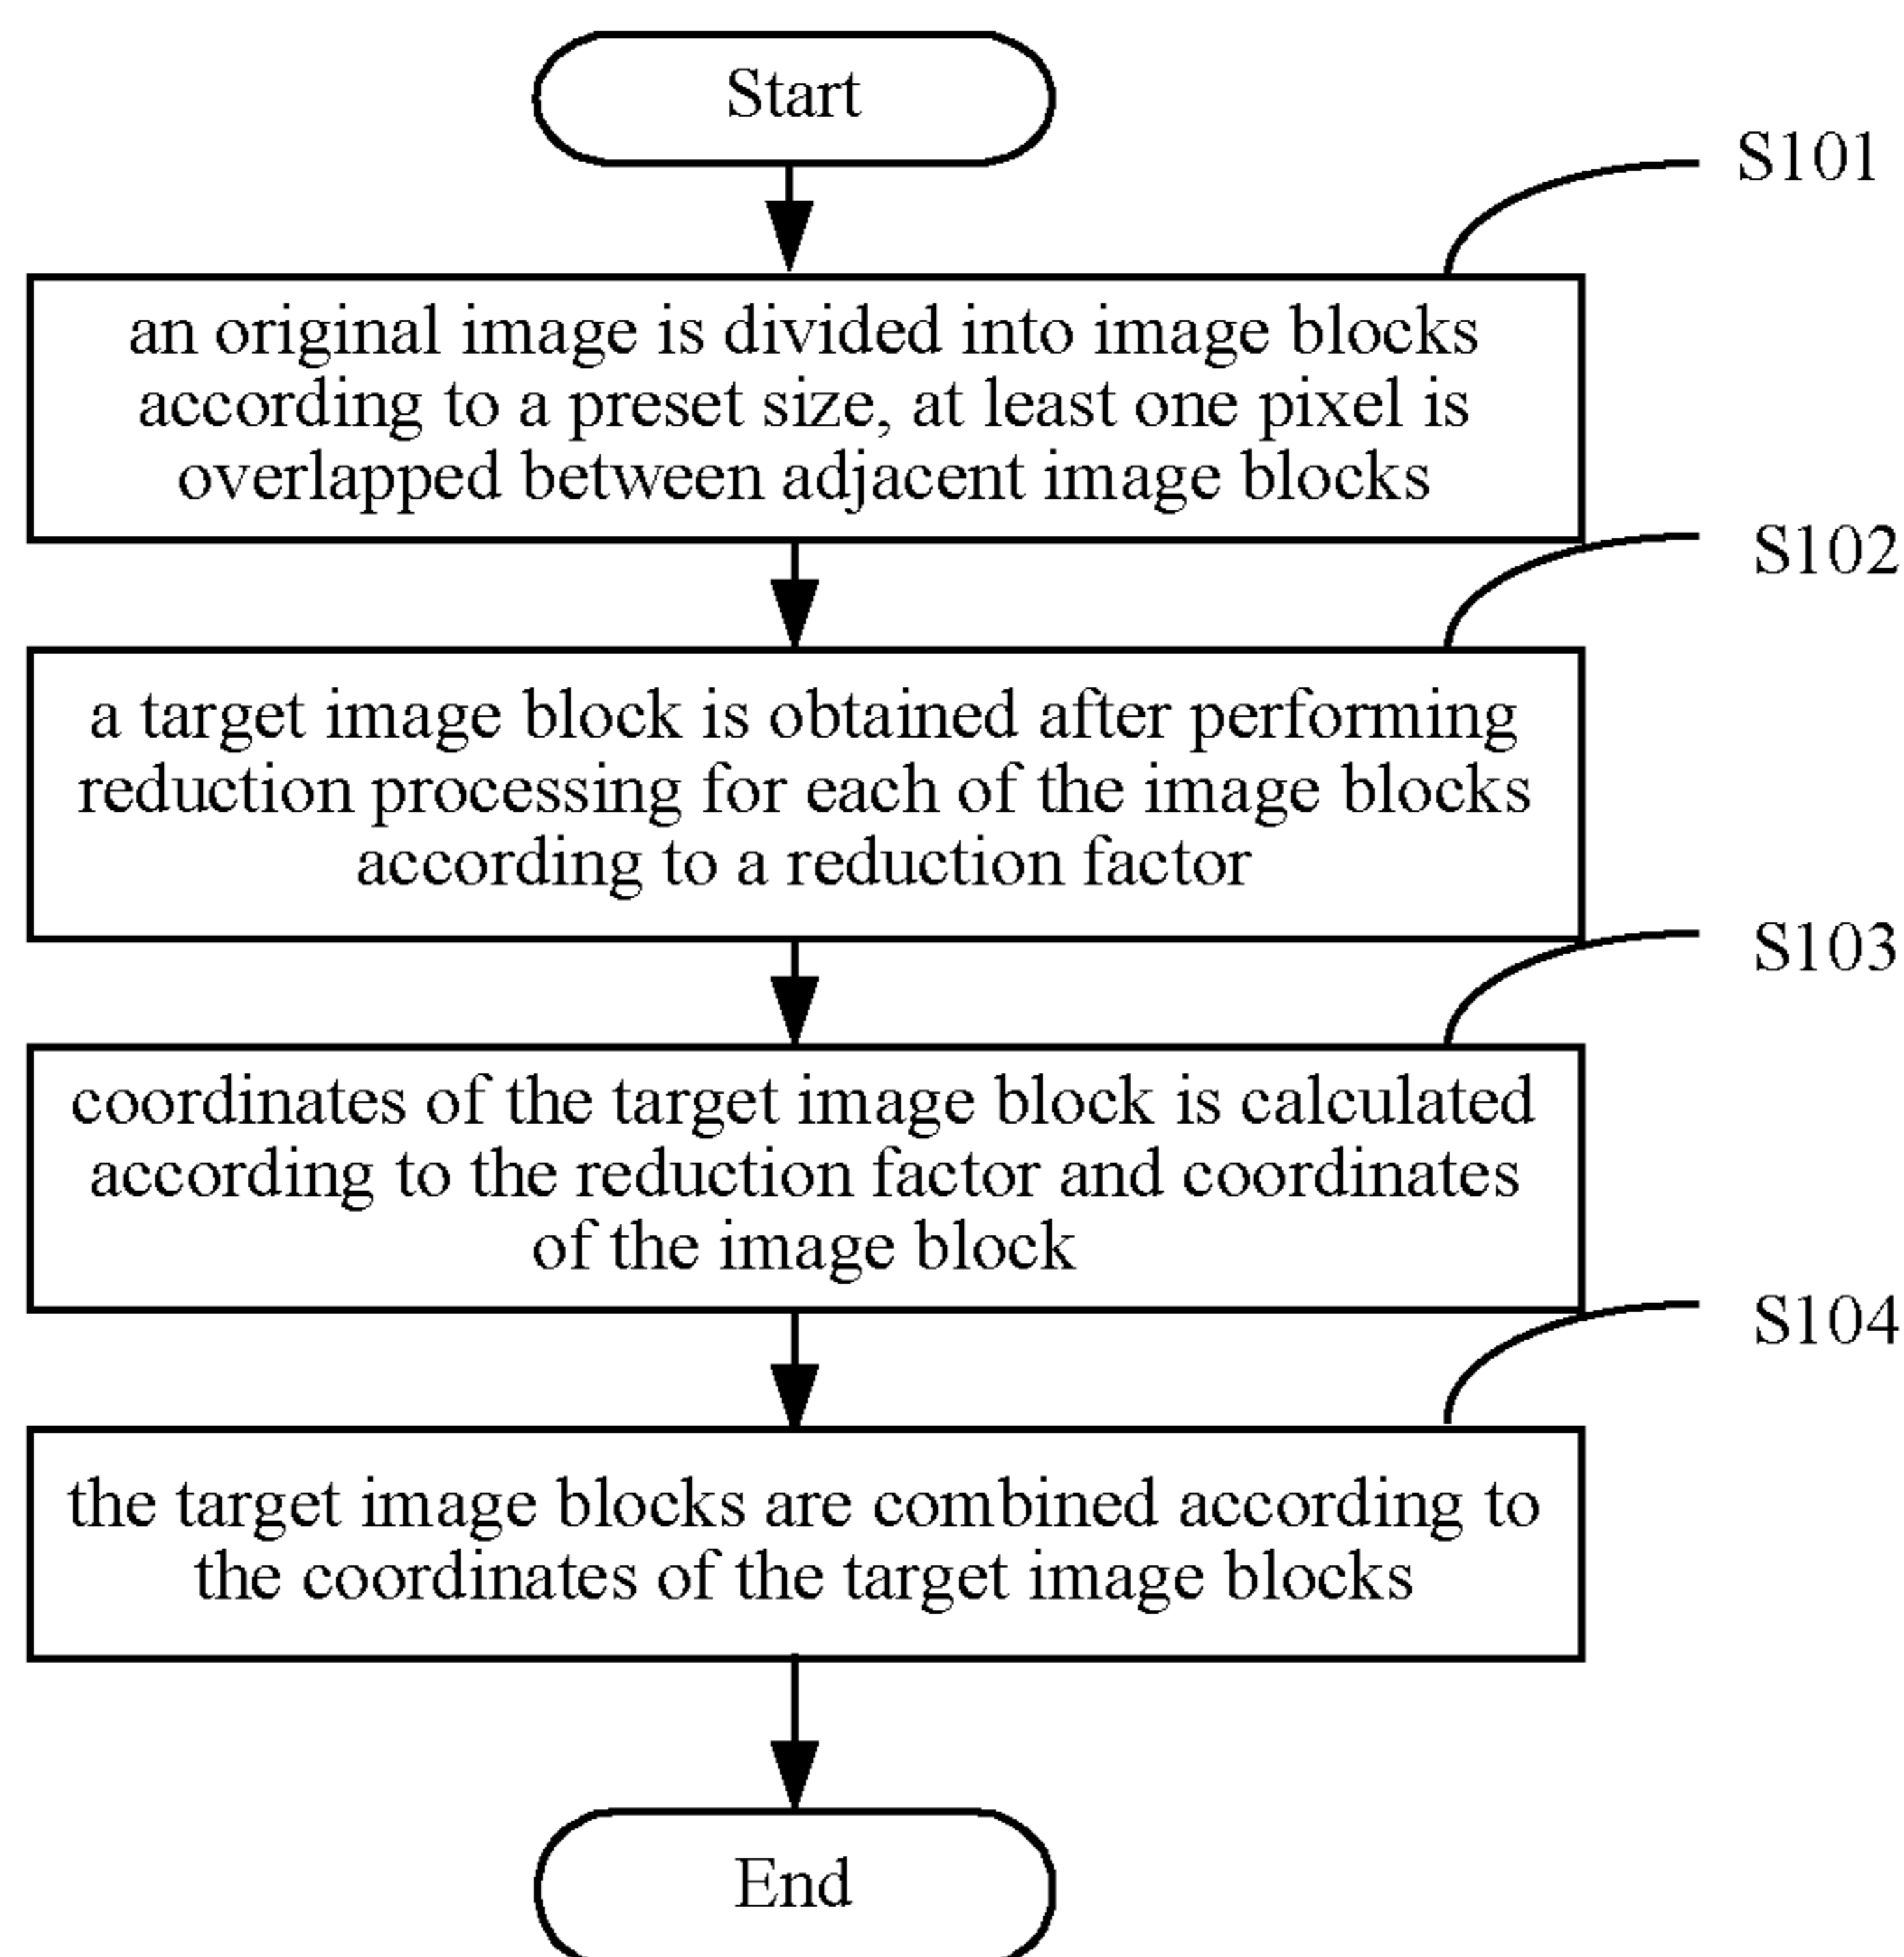 Start
S101
an original image is divided into image blocks
according to a preset size, at least one pixel is
overlapped between adjacent image blocks
S102
a target image block is obtained after performing
reduction processing for each of the image blocks
according to a reduction factor
S103
coordinates of the target image block is calculated
according to the reduction factor and coordinates
of the image block
S104
the target image blocks are combined according to
the coordinates of the target image blocks
End